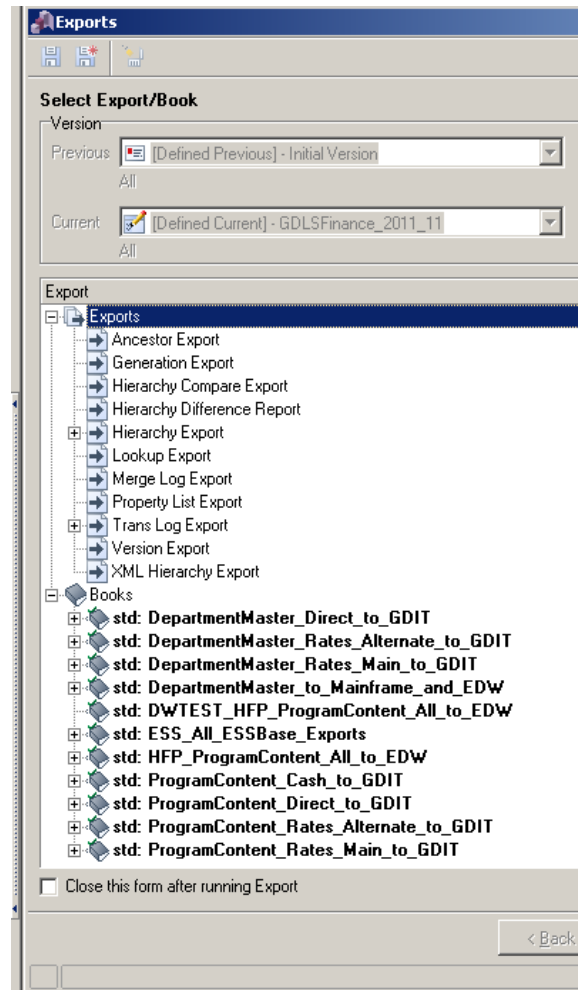 Exports
Select Export/Book
Version
Previous [Defined Previous] - Initial Version
All
Current [Defined Current] - GDLSFinance_2011_11
All
Export
Exports
Ancestor Export
Generation Export
Hierarchy Compare Export
Hierarchy Difference Report
Hierarchy Export
Lookup Export
Merge Log Export
Property List Export
Trans Log Export
Version Export
XML Hierarchy Export
Books
std: DepartmentMaster_Direct_to_GDIT
std: DepartmentMaster_Rates_Alternate_to_GDIT
std: DepartmentMaster_Rates_Main_to_GDIT
std: DepartmentMaster_to_Mainframe_and_EDW
std: DWTEST_HFP_ProgramContent_All_to_EDW
std: ESS_All_ESSBase_Exports
std: HFP_ProgramContent_All_to_EDW
std: ProgramContent_Cash_to_GDIT
std: ProgramContent_Direct_to_GDIT
std: ProgramContent_Rates_Alternate_to_GDIT
std: ProgramContent_Rates_Main_to_GDIT
Close this form after running Export
< Back